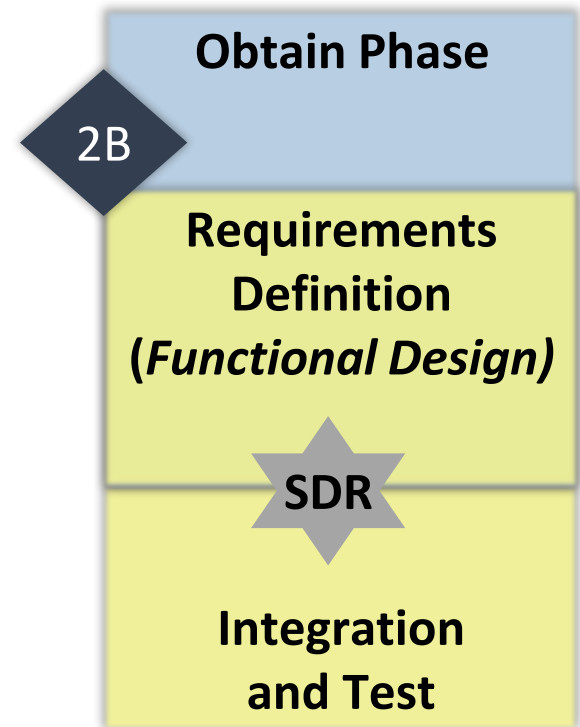 Obtain Phase
2B
Requirements
Definition
(Functional Design)
SDR
Integration
and Test